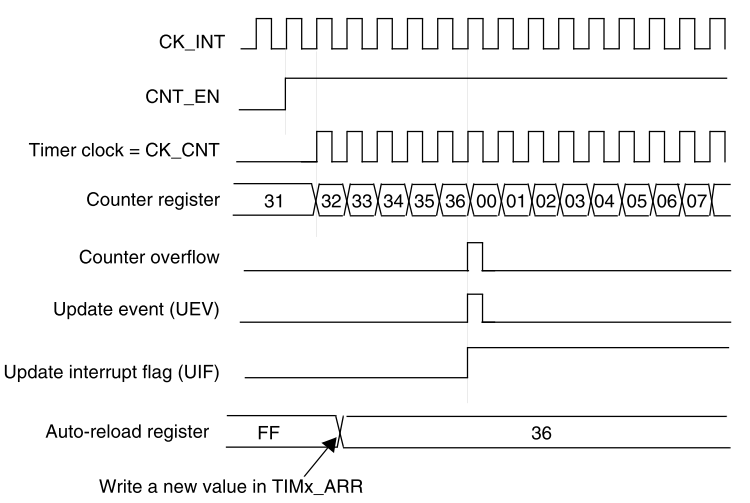 CK_INT
CNT_EN
Timer clock = CK_CNT
Counter register 31 32 33 34 35 36 00 01 02 03 04 05 06 07
Counter overflow
Update event (UEV)
Update interrupt flag (UIF)
Auto-reload register FF 36
Write a new value in TIMx_ARR